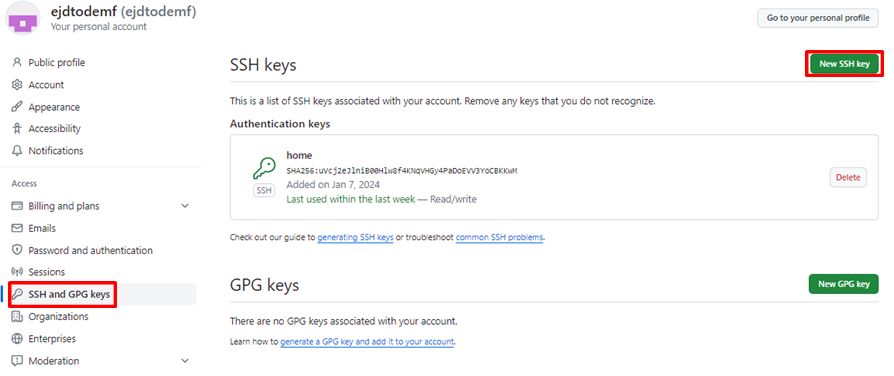 ejdtodemf (ejdtodemf)
Your personal account
Go to your personal profile
Public profile
Account
Appearance
Accessibility
Notifications
Access
Billing and plans
Emails
Password and authentication
Sessions
SSH and GPG keys
Organizations
Enterprises
Moderation
SSH keys
New SSH key
This is a list of SSH keys associated with your account. Remove any keys that you do not recognize.
Authentication keys
home
SHA256:uVcj2eJlniB00Hlw8f4KNqVHGy4PaDoEVV3YoCBKKwM
SSH
Added on Jan 7, 2024
Last used within the last week — Read/write
Delete
Check out our guide to generating SSH keys or troubleshoot common SSH problems.
GPG keys
New GPG key
There are no GPG keys associated with your account.
Learn how to generate a GPG key and add it to your account.